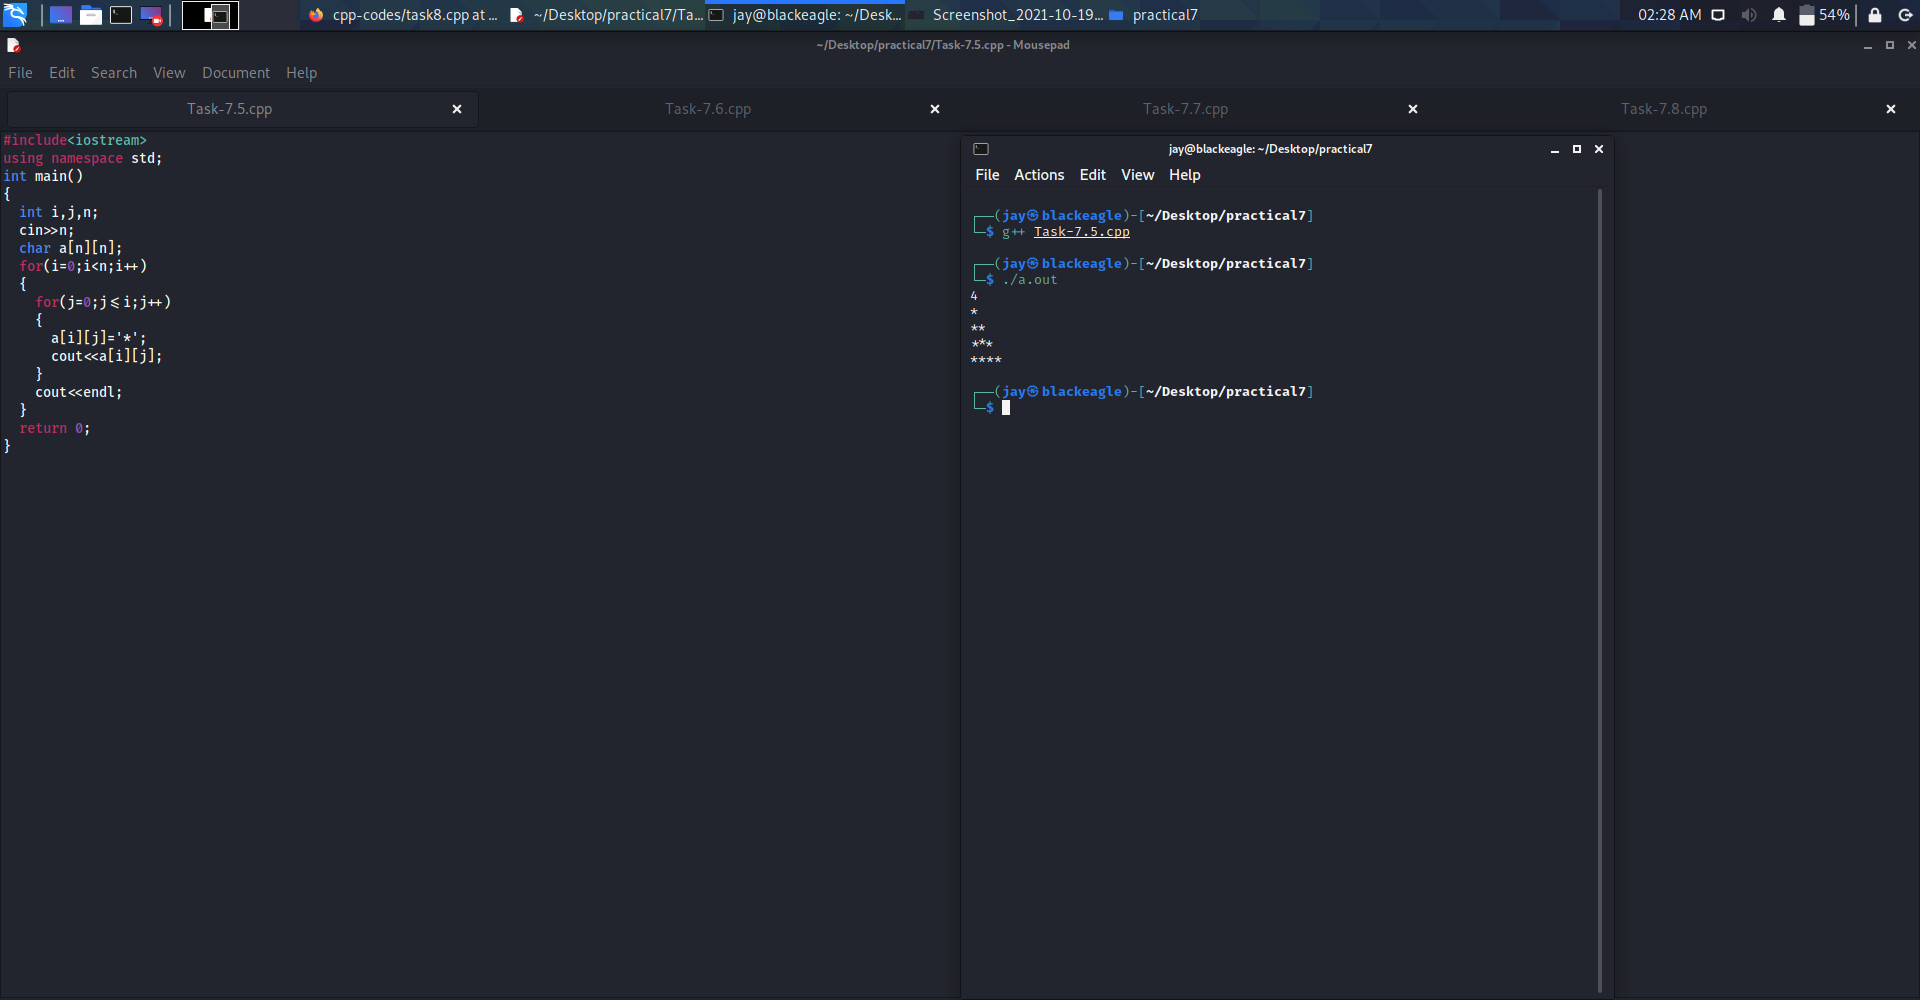 cpp-codes/task8.cpp at ...
~/Desktop/practical7/Ta...
jay@blackeagle: ~/Desk...
Screenshot_2021-10-19...
practical7
02:28 AM
54%
~/Desktop/practical7/Task-7.5.cpp - Mousepad
File Edit Search View Document Help
Task-7.5.cpp
Task-7.6.cpp
Task-7.7.cpp
Task-7.8.cpp
#include<iostream>
using namespace std;
int main()
{
  int i,j,n;
  cin>>n;
  char a[n][n];
  for(i=0;i<n;i++)
  {
    for(j=0;j<=i;j++)
    {
      a[i][j]='*';
      cout<<a[i][j];
    }
    cout<<endl;
  }
  return 0;
}
jay@blackeagle: ~/Desktop/practical7
File Actions Edit View Help
┌──(jay㉿blackeagle)-[~/Desktop/practical7]
└─$ g++ Task-7.5.cpp
┌──(jay㉿blackeagle)-[~/Desktop/practical7]
└─$ ./a.out
4
*
**
***
****
┌──(jay㉿blackeagle)-[~/Desktop/practical7]
└─$